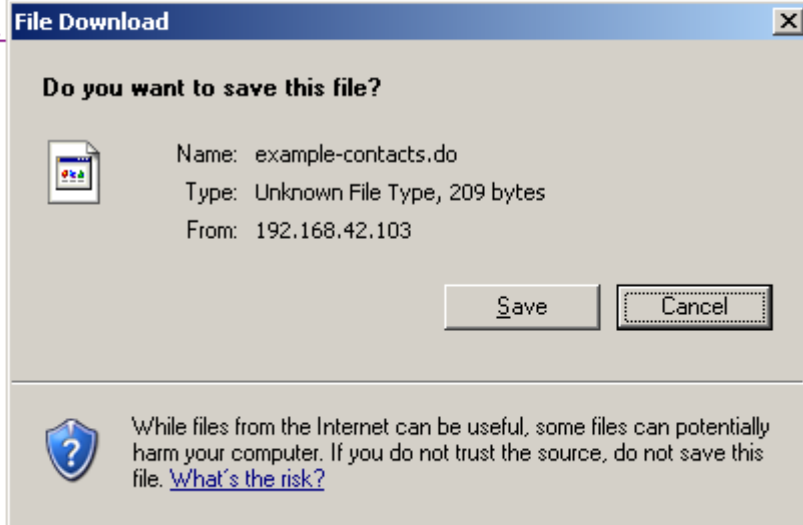 File Download
Do you want to save this file?
Name: example-contacts.do
Type: Unknown File Type, 209 bytes
From: 192.168.42.103
Save Cancel
While files from the Internet can be useful, some files can potentially
harm your computer. If you do not trust the source, do not save this
file. What's the risk?